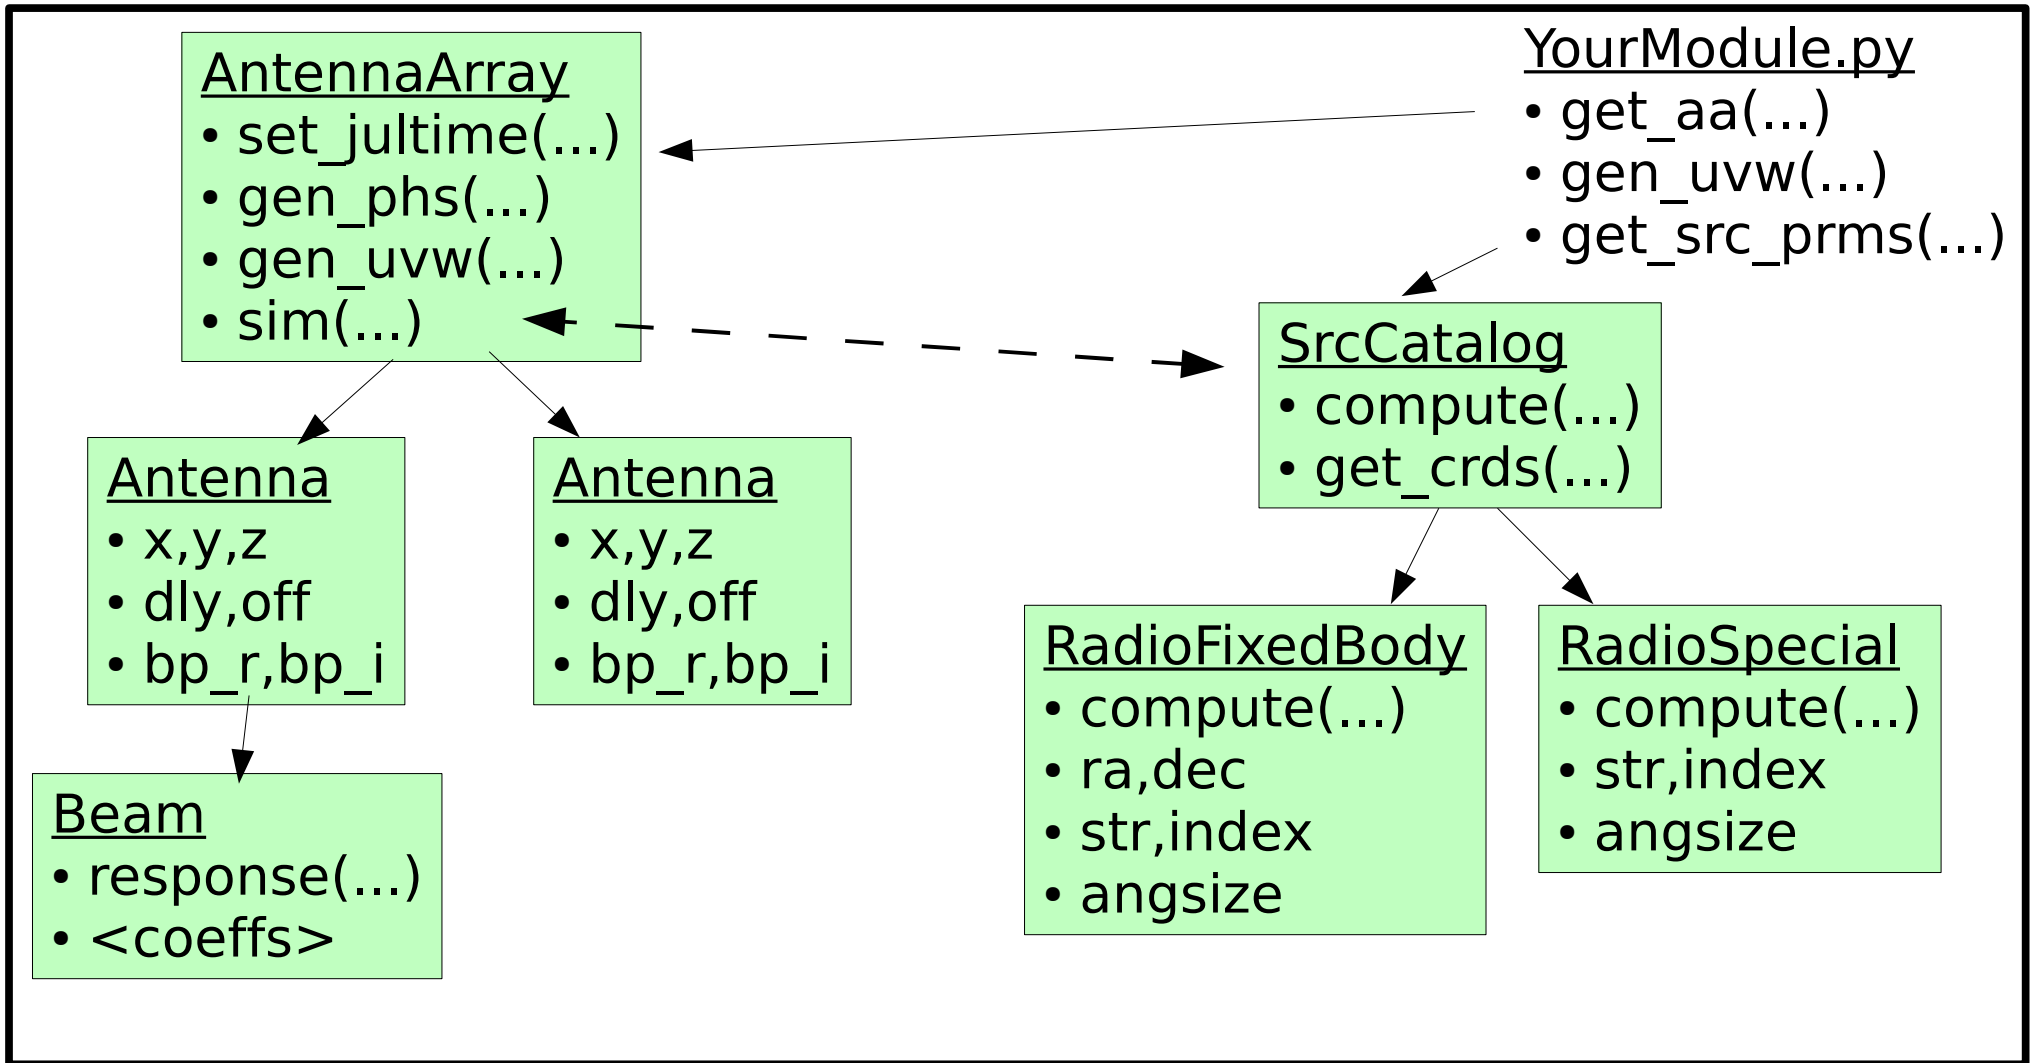 AntennaArray
• set_jultime(...)
• gen_phs(...)
• gen_uvw(...)
• sim(...)
YourModule.py
• get_aa(...)
• gen_uvw(...)
• get_src_prms(...)
SrcCatalog
• compute(...)
• get_crds(...)
Antenna
• x,y,z
• dly,off
• bp_r,bp_i
Antenna
• x,y,z
• dly,off
• bp_r,bp_i
RadioFixedBody
• compute(...)
• ra,dec
• str,index
• angsize
RadioSpecial
• compute(...)
• str,index
• angsize
Beam
• response(...)
• <coeffs>